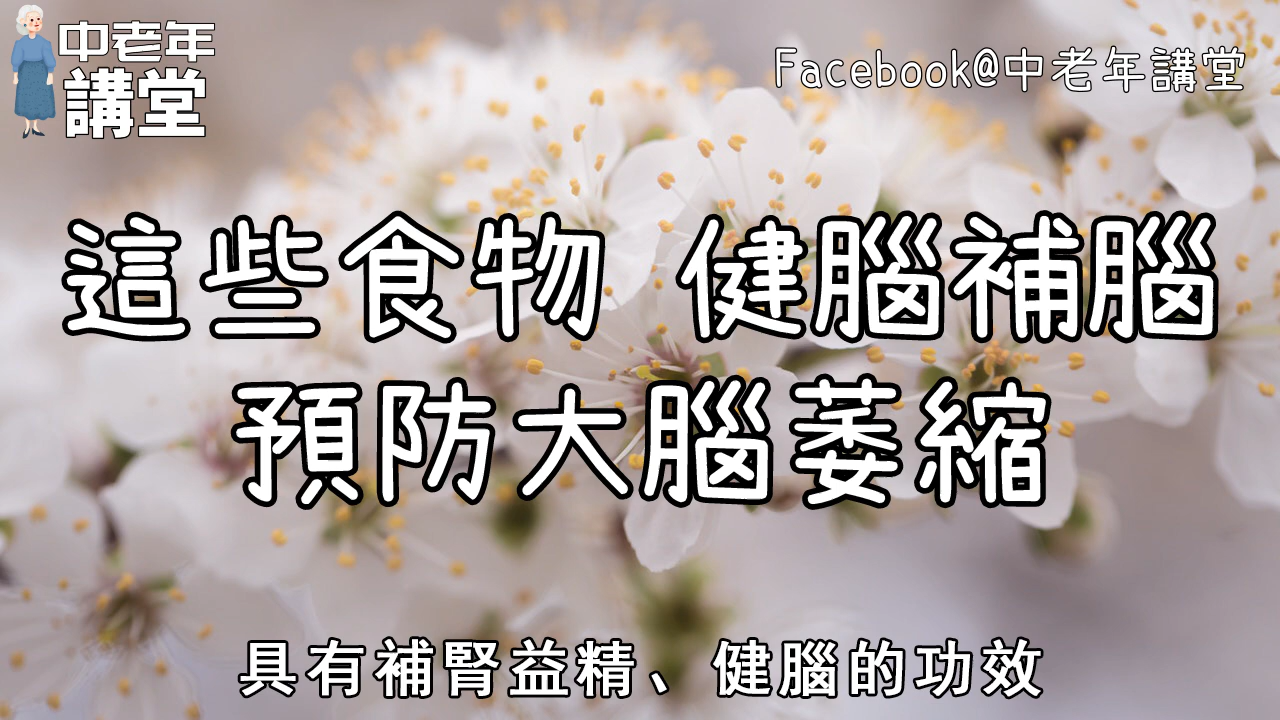 中老年
講堂
Facebook@中老年講堂
這些食物 健腦補腦
預防大腦萎縮
具有補腎益精、健腦的功效